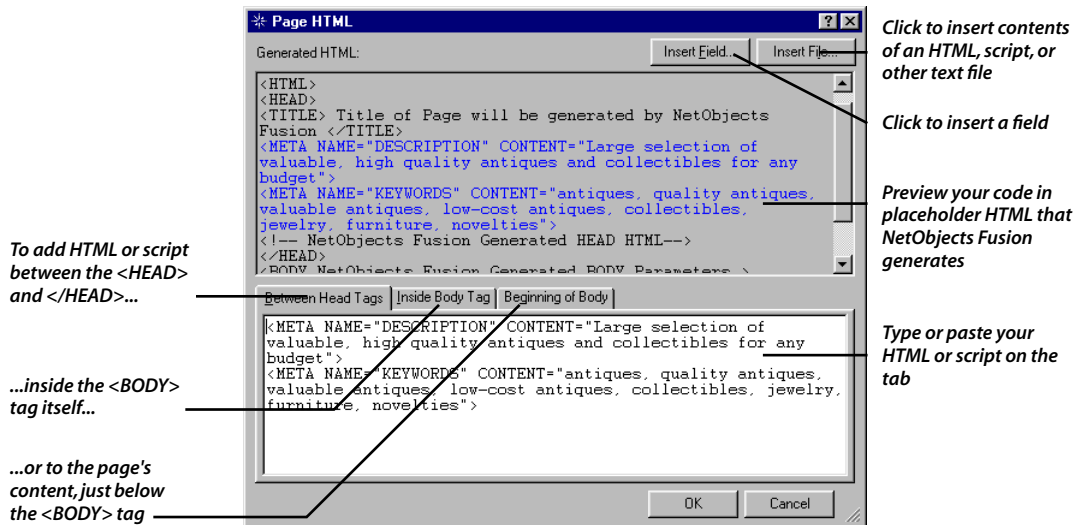 Page HTML
Generated HTML:
Insert Field...
Insert File...
<HTML>
<HEAD>
<TITLE> Title of Page will be generated by NetObjects
Fusion </TITLE>
<META NAME="DESCRIPTION" CONTENT="Large selection of
valuable, high quality antiques and collectibles for any
budget">
<META NAME="KEYWORDS" CONTENT="antiques, quality antiques,
valuable antiques, low-cost antiques, collectibles,
jewelry, furniture, novelties">
<!-- NetObjects Fusion Generated HEAD HTML-->
</HEAD>
<BODY NetObjects Fusion Generated BODY Parameters >
Between Head Tags
Inside Body Tag
Beginning of Body
<META NAME="DESCRIPTION" CONTENT="Large selection of
valuable, high quality antiques and collectibles for any
budget">
<META NAME="KEYWORDS" CONTENT="antiques, quality antiques,
valuable antiques, low-cost antiques, collectibles, jewelry,
furniture, novelties">
OK
Cancel
To add HTML or script
between the <HEAD>
and </HEAD>...
...inside the <BODY>
tag itself...
...or to the page's
content, just below
the <BODY> tag
Click to insert contents
of an HTML, script, or
other text file
Click to insert a field
Preview your code in
placeholder HTML that
NetObjects Fusion
generates
Type or paste your
HTML or script on the
tab